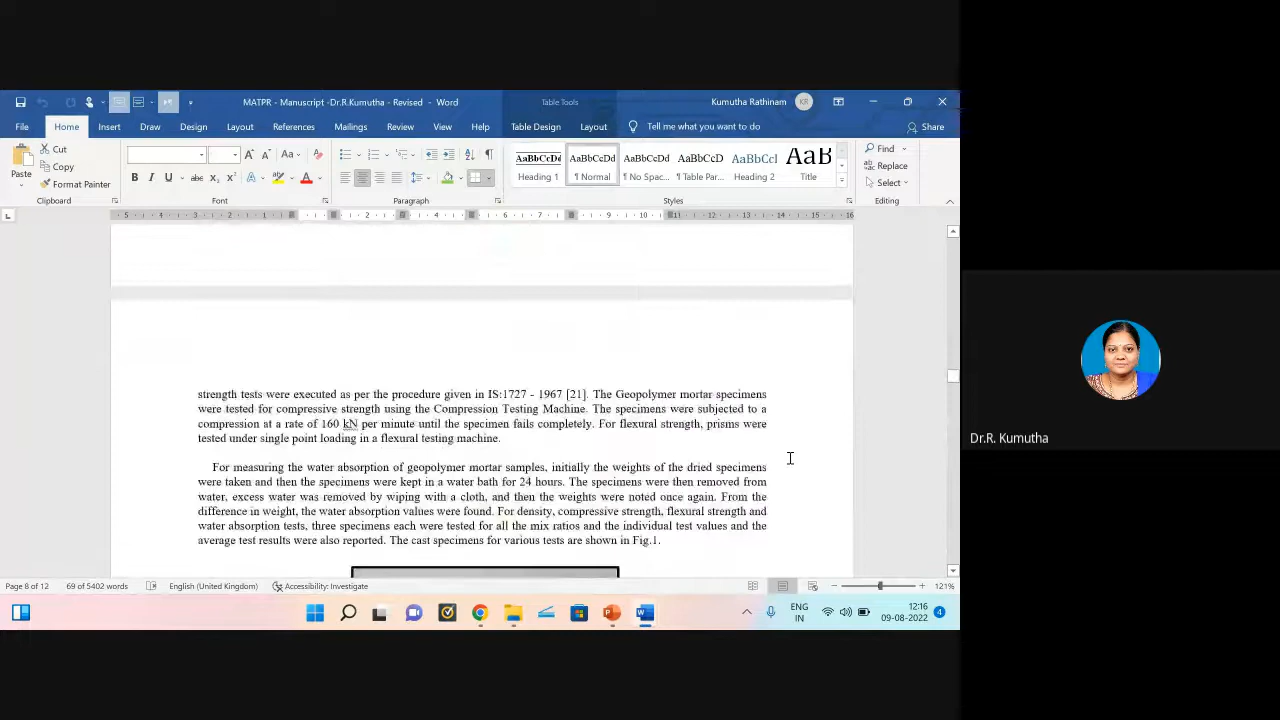 MATPR - Manuscript -Dr.R.Kumutha - Revised - Word
Table Tools
Kumutha Rathinam
KR
File
Home
Insert
Draw
Design
Layout
References
Mailings
Review
View
Help
Table Design
Layout
Tell me what you want to do
Share
Paste
Cut
Copy
Format Painter
Clipboard
Font
Paragraph
AaBbCcDd
Heading 1
AaBbCcDd
¶ Normal
AaBbCcDd
¶ No Spac...
AaBbCcD
¶ Table Par...
AaBbCcl
Heading 2
AaB
Title
Styles
Find
Replace
Select
Editing
strength tests were executed as per the procedure given in IS:1727 - 1967 [21]. The Geopolymer mortar specimens
were tested for compressive strength using the Compression Testing Machine. The specimens were subjected to a
compression at a rate of 160 kN per minute until the specimen fails completely. For flexural strength, prisms were
tested under single point loading in a flexural testing machine.
For measuring the water absorption of geopolymer mortar samples, initially the weights of the dried specimens
were taken and then the specimens were kept in a water bath for 24 hours. The specimens were then removed from
water, excess water was removed by wiping with a cloth, and then the weights were noted once again. From the
difference in weight, the water absorption values were found. For density, compressive strength, flexural strength and
water absorption tests, three specimens each were tested for all the mix ratios and the individual test values and the
average test results were also reported. The cast specimens for various tests are shown in Fig.1.
Page 8 of 12
69 of 5402 words
English (United Kingdom)
Accessibility: Investigate
121%
ENG
IN
12:16
09-08-2022
4
Dr.R. Kumutha